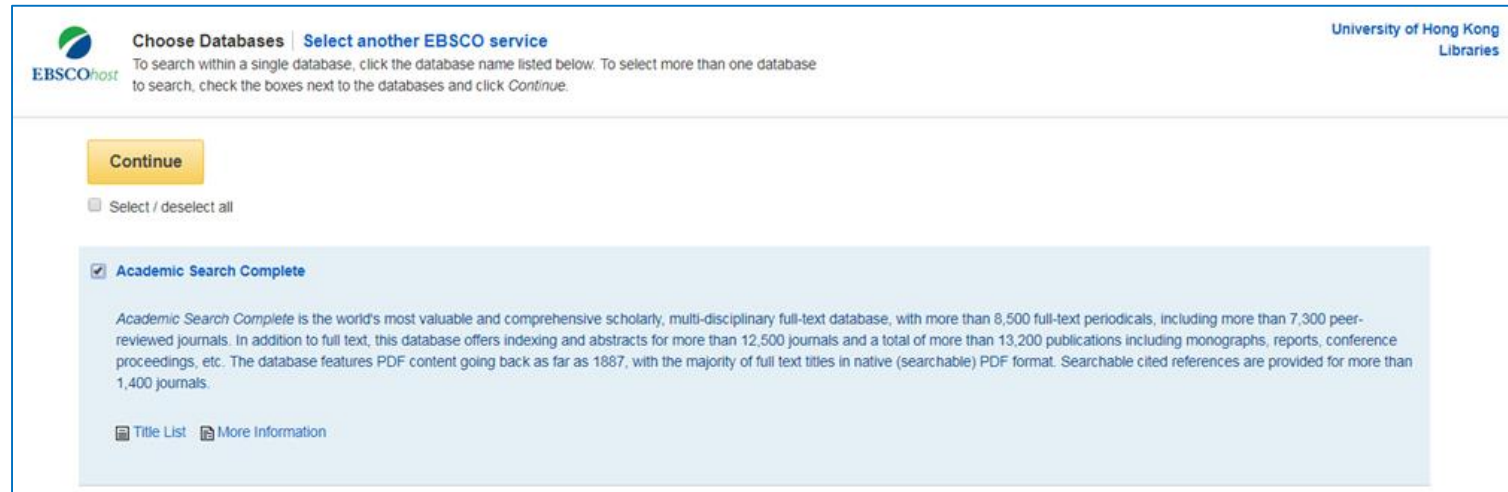 EBSCOhost
Choose Databases | Select another EBSCO service
To search within a single database, click the database name listed below. To select more than one database
to search, check the boxes next to the databases and click Continue.
University of Hong Kong
Libraries
Continue
Select / deselect all
Academic Search Complete
Academic Search Complete is the world's most valuable and comprehensive scholarly, multi-disciplinary full-text database, with more than 8,500 full-text periodicals, including more than 7,300 peer-
reviewed journals. In addition to full text, this database offers indexing and abstracts for more than 12,500 journals and a total of more than 13,200 publications including monographs, reports, conference
proceedings, etc. The database features PDF content going back as far as 1887, with the majority of full text titles in native (searchable) PDF format. Searchable cited references are provided for more than
1,400 journals.
Title List More Information